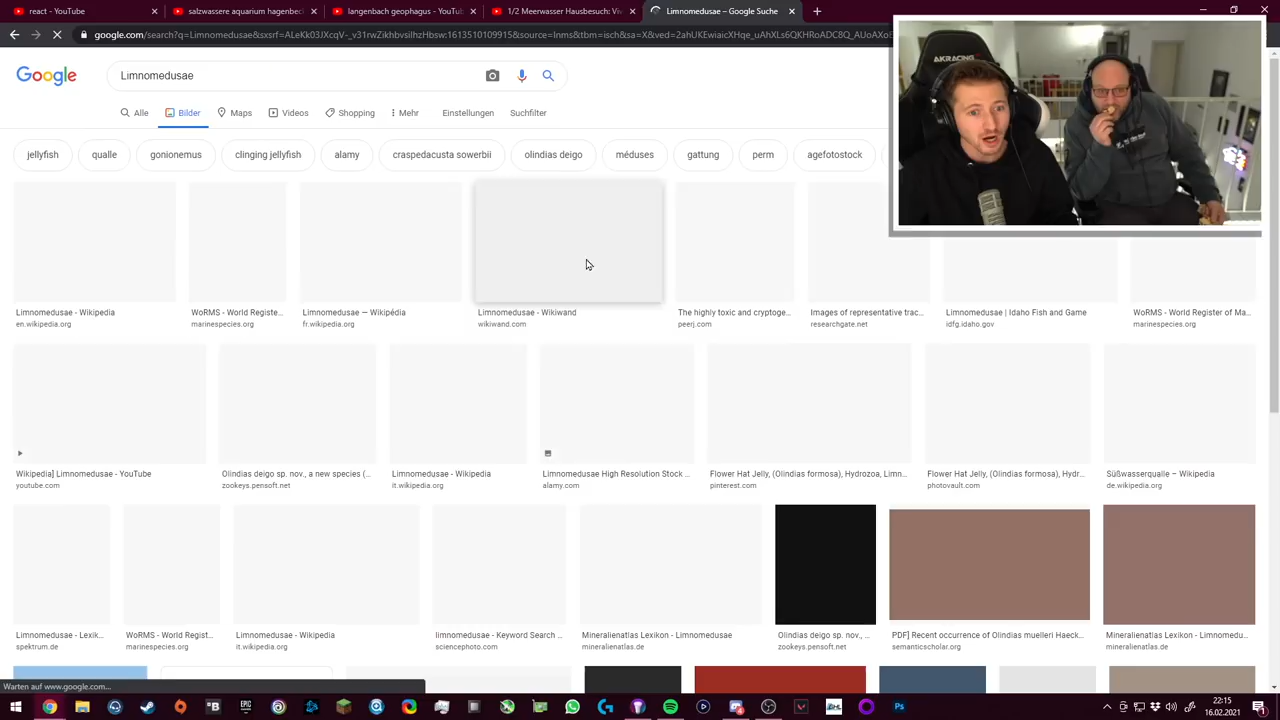 react - YouTube
solwassere aquarium hagenbec
langenbach geophagus - YouTu
1/2 Meerwasser Hausbesuch: Vi
Limnomedusae – Google Suche
Google
Limnomedusae
AKRACING
Alle
Bilder
Maps
Videos
Shopping
Mehr
Einstellungen
Suchfilter
jellyfish
qualle
gonionemus
clinging jellyfish
alamy
craspedacusta sowerbii
olindias deigo
méduses
gattung
perm
agefotostock
Limnomedusae - Wikipedia
en.wikipedia.org
WoRMS - World Registe...
marinespecies.org
Limnomedusae — Wikipédia
fr.wikipedia.org
Limnomedusae - Wikiwand
wikiwand.com
The highly toxic and cryptoge...
peerj.com
Images of representative trac...
researchgate.net
Limnomedusae | Idaho Fish and Game
idfg.idaho.gov
WoRMS - World Register of Ma...
marinespecies.org
Wikipedia] Limnomedusae - YouTube
youtube.com
Olindias deigo sp. nov., a new species (...
zookeys.pensoft.net
Limnomedusae - Wikipedia
it.wikipedia.org
Limnomedusae High Resolution Stock ...
alamy.com
Flower Hat Jelly, (Olindias formosa), Hydrozoa, Limn...
pinterest.com
Flower Hat Jelly, (Olindias formosa), Hydr...
photovault.com
Süßwasserqualle – Wikipedia
de.wikipedia.org
Limnomedusae - Lexik...
spektrum.de
WoRMS - World Regist...
marinespecies.org
Limnomedusae - Wikipedia
it.wikipedia.org
limnomedusae - Keyword Search ...
sciencephoto.com
Mineralienatlas Lexikon - Limnomedusae
mineralienatlas.de
Olindias deigo sp. nov., ...
zookeys.pensoft.net
PDF] Recent occurrence of Olindias muelleri Haeck...
semanticscholar.org
Mineralienatlas Lexikon - Limnomedu...
mineralienatlas.de
Warten auf www.google.com...
22:15
16.02.2021